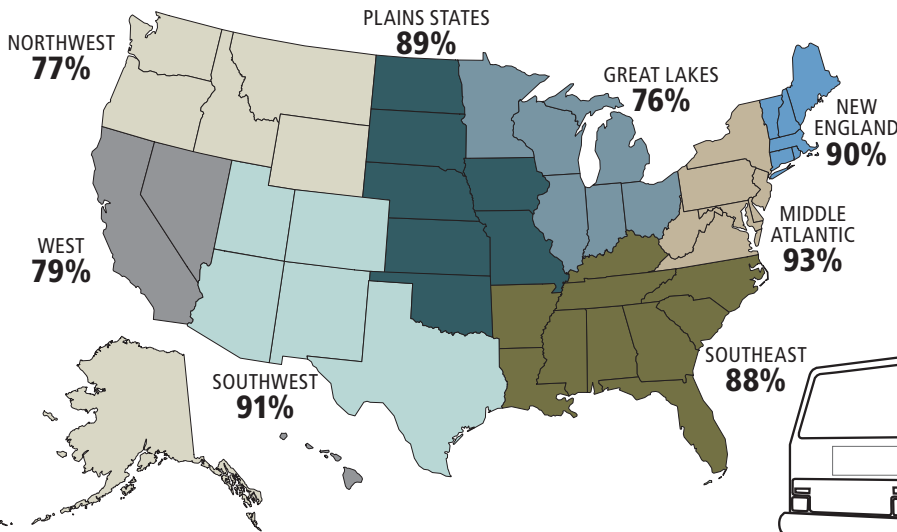 PLAINS STATES
89%
NORTHWEST
77%
GREAT LAKES
76%
NEW
ENGLAND
90%
MIDDLE
ATLANTIC
93%
WEST
79%
SOUTHEAST
88%
SOUTHWEST
91%